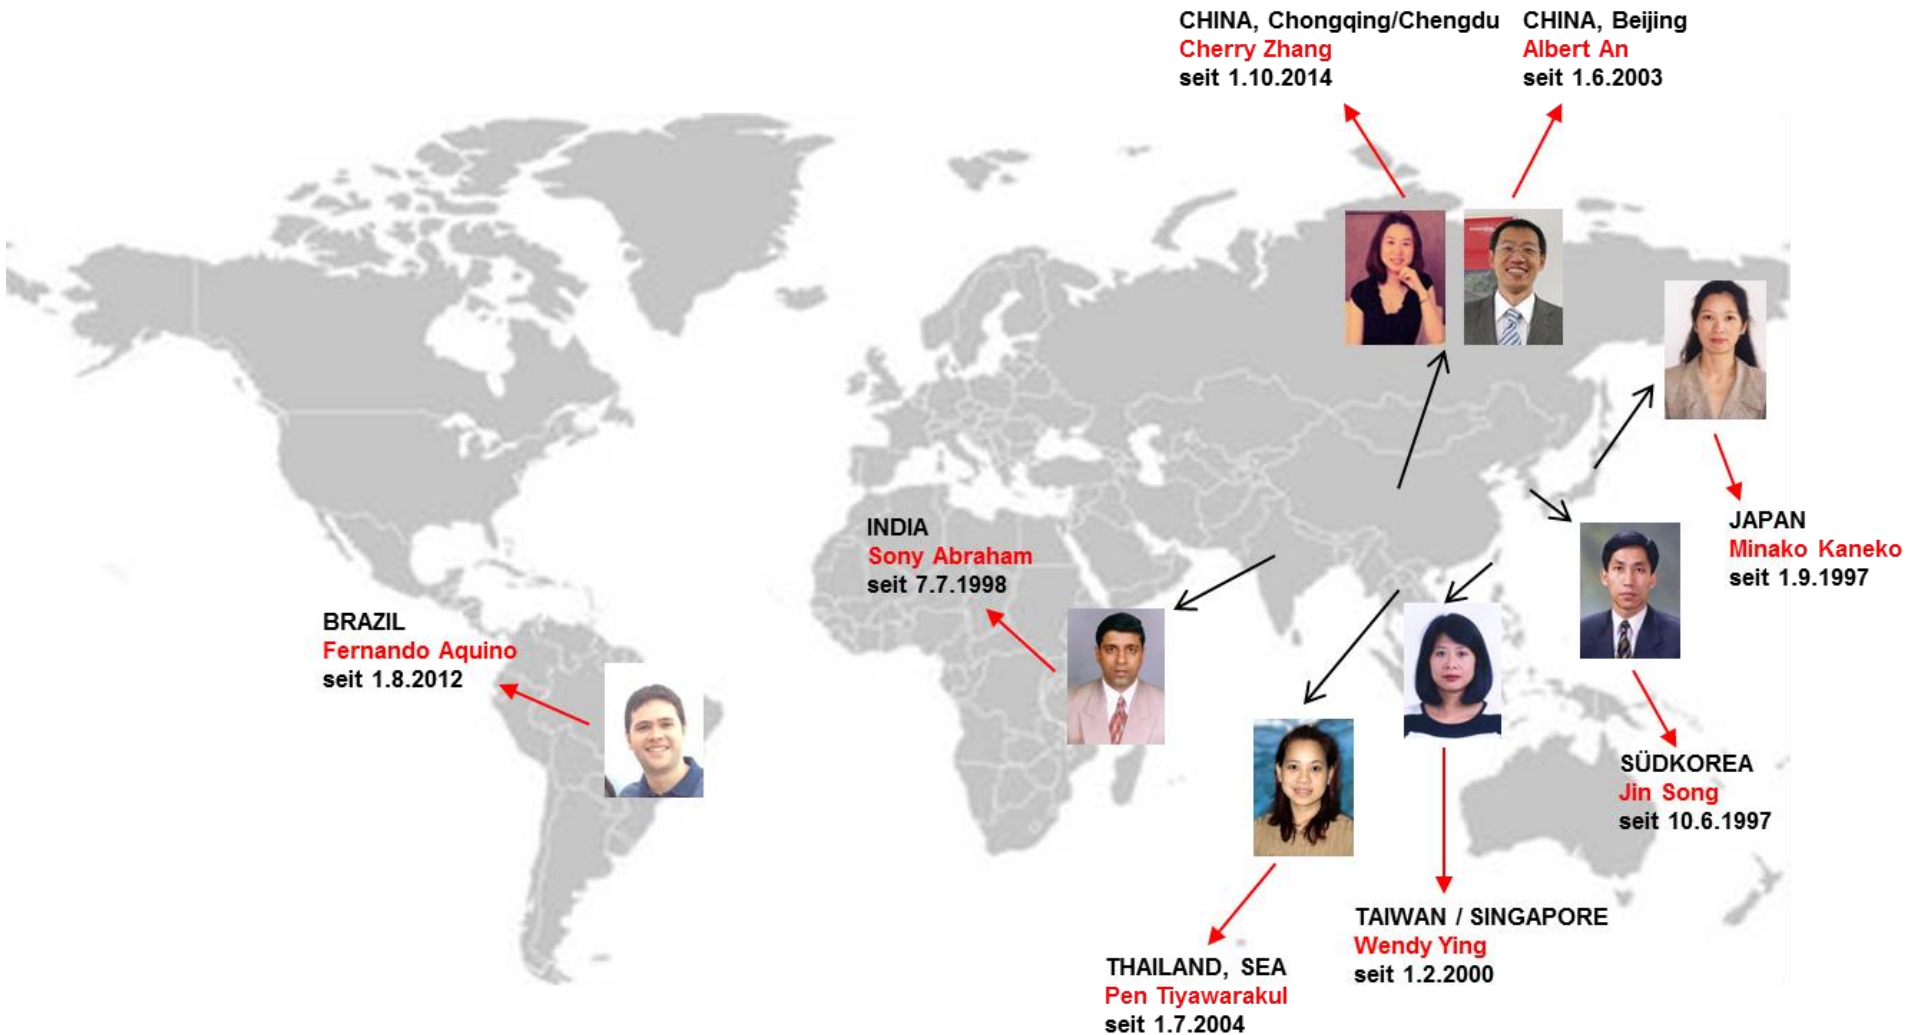 CHINA, Chongqing/Chengdu
Cherry Zhang
seit 1.10.2014
CHINA, Beijing
Albert An
seit 1.6.2003
INDIA
Sony Abraham
seit 7.7.1998
JAPAN
Minako Kaneko
seit 1.9.1997
BRAZIL
Fernando Aquino
seit 1.8.2012
SÜDKOREA
Jin Song
seit 10.6.1997
TAIWAN / SINGAPORE
Wendy Ying
seit 1.2.2000
THAILAND, SEA
Pen Tiyawarakul
seit 1.7.2004